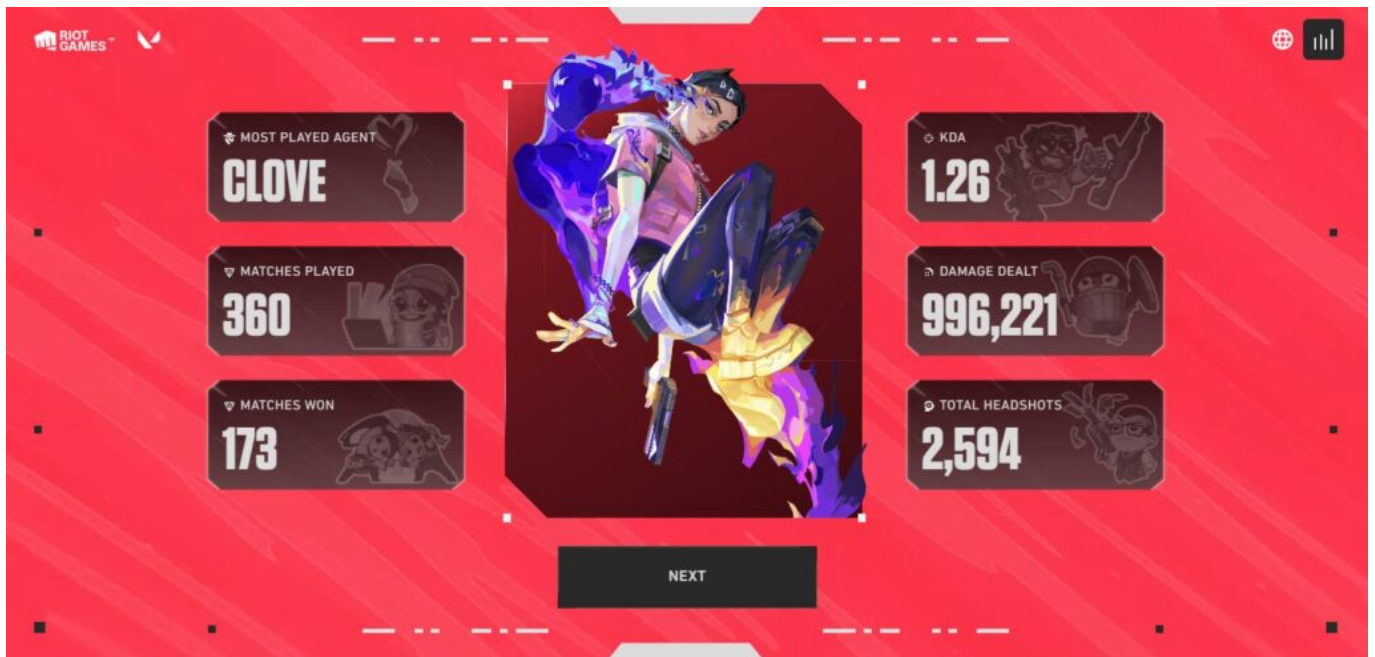 RIOT
GAMES
MOST PLAYED AGENT
CLOVE
MATCHES PLAYED
360
MATCHES WON
173
KDA
1.26
DAMAGE DEALT
996,221
TOTAL HEADSHOTS
2,594
NEXT